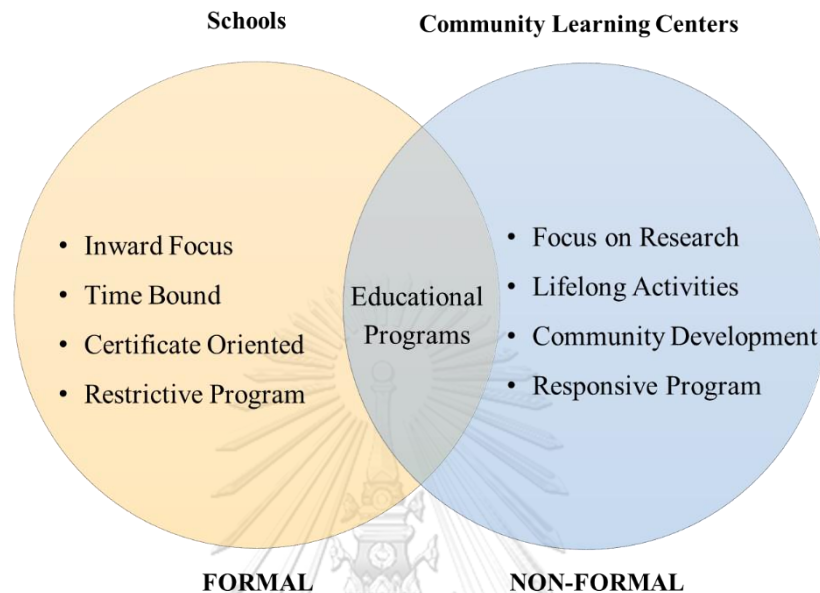 Schools
Community Learning Centers
• Inward Focus
• Time Bound
• Certificate Oriented
• Restrictive Program
Educational
Programs
• Focus on Research
• Lifelong Activities
• Community Development
• Responsive Program
FORMAL
NON-FORMAL